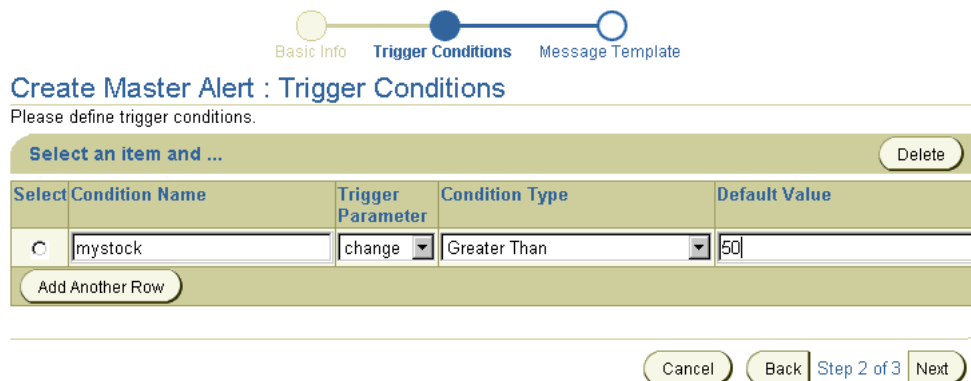 Basic Info Trigger Conditions Message Template
Create Master Alert : Trigger Conditions
Please define trigger conditions.
Select an item and ... Delete
Select Condition Name Trigger Parameter Condition Type Default Value
mystock change Greater Than 50
Add Another Row
Cancel Back Step 2 of 3 Next